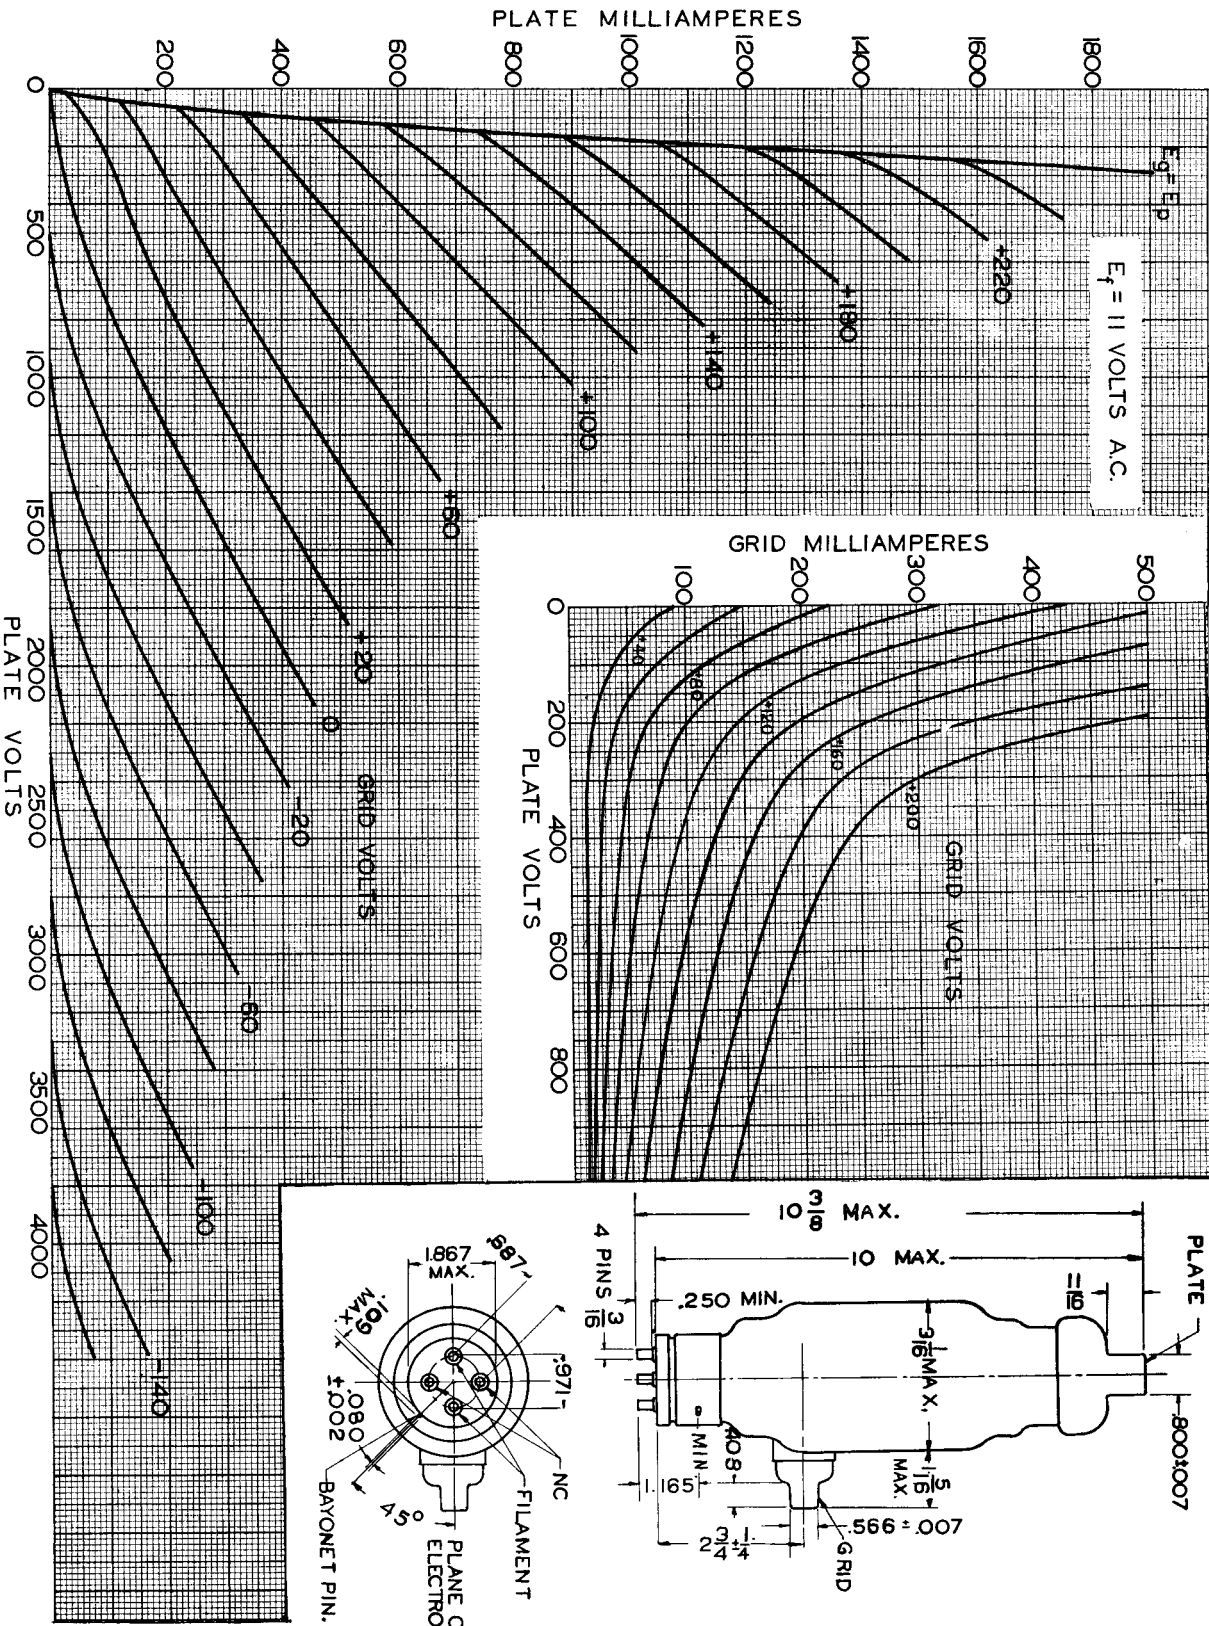 PLATE MILLIAMPERES
200
400
600
800
1000
1200
1400
1600
1800
0
500
1000
1500
2000
2500
3000
3500
4000
PLATE VOLTS
Eg = Ep
Ef = 11 VOLTS A.C.
+220
+180
+140
+100
+60
+20
0
-20
-60
-100
-140
GRID VOLTS
GRID MILLIAMPERES
100
200
300
400
500
0
200
400
600
800
PLATE VOLTS
+40
+80
+120
+160
+200
GRID VOLTS
10 3/8 MAX.
10 MAX.
PLATE
4 PINS 3/16
.250 MIN.
3 1/16 MAX.
.800±.007
1 5/16 MAX.
MIN
1.165
.566 ± .007
GRID
2 3/4 ± 1/4
1.867 MAX.
.687
.971
.109 MAX.
.080 ±.002
45°
NC
FILAMENT
BAYONET PIN.
PLANE O
ELECTRO